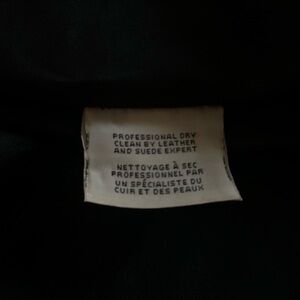 PROFESSIONAL DRY
CLEAN BY LEATHER
AND SUEDE EXPERT
NETTOYAGE À SEC
PROFESSIONNEL PAR
UN SPÉCIALISTE DU
CUIR ET DES PEAUX